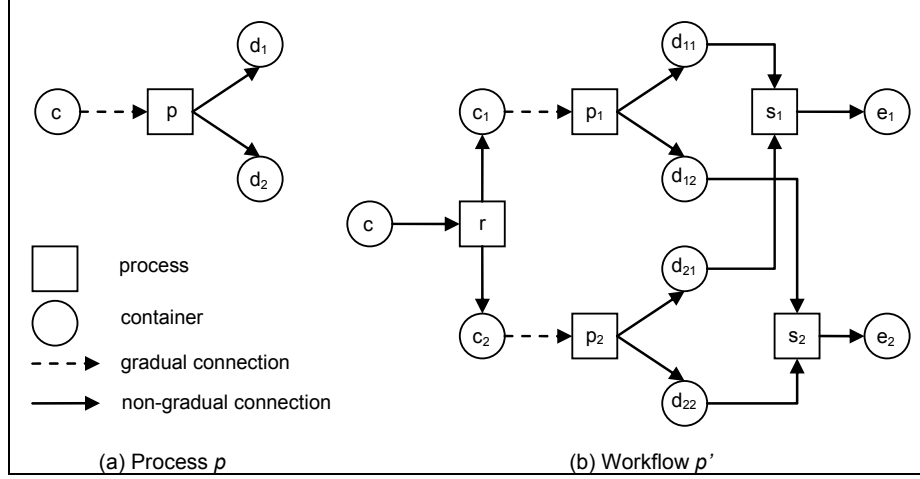 c
p
d₁
d₂
process
container
gradual connection
non-gradual connection
(a) Process p
c
r
c₁
c₂
p₁
p₂
d₁₁
d₁₂
d₂₁
d₂₂
s₁
s₂
e₁
e₂
(b) Workflow p’